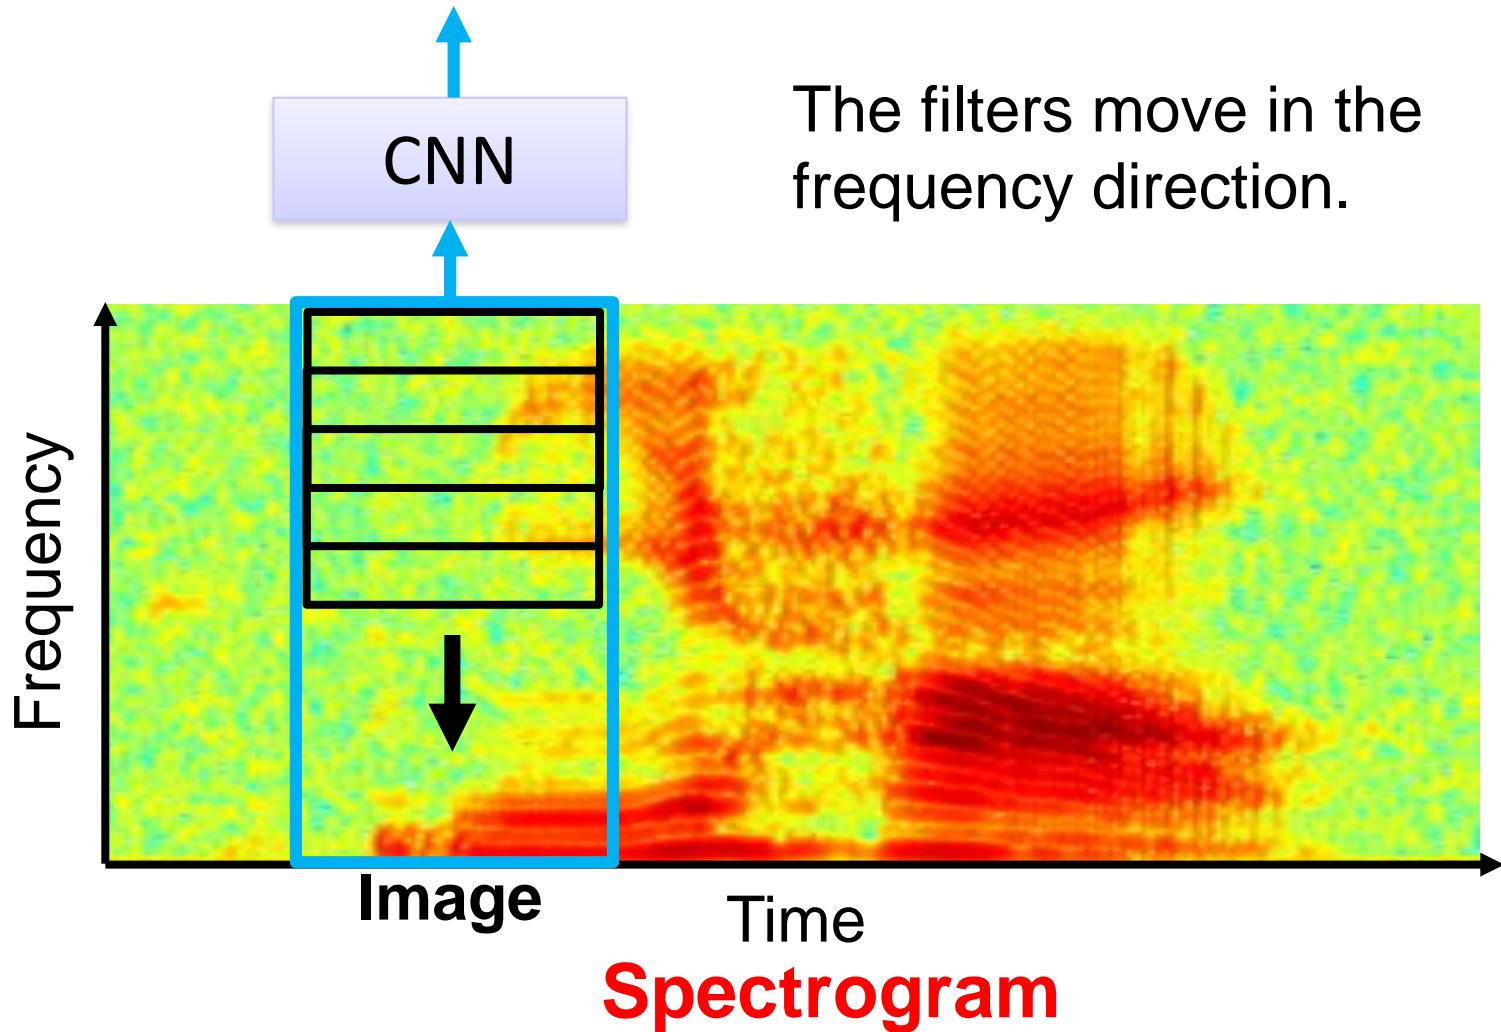 CNN
The filters move in the
frequency direction.
Frequency
Image
Time
Spectrogram